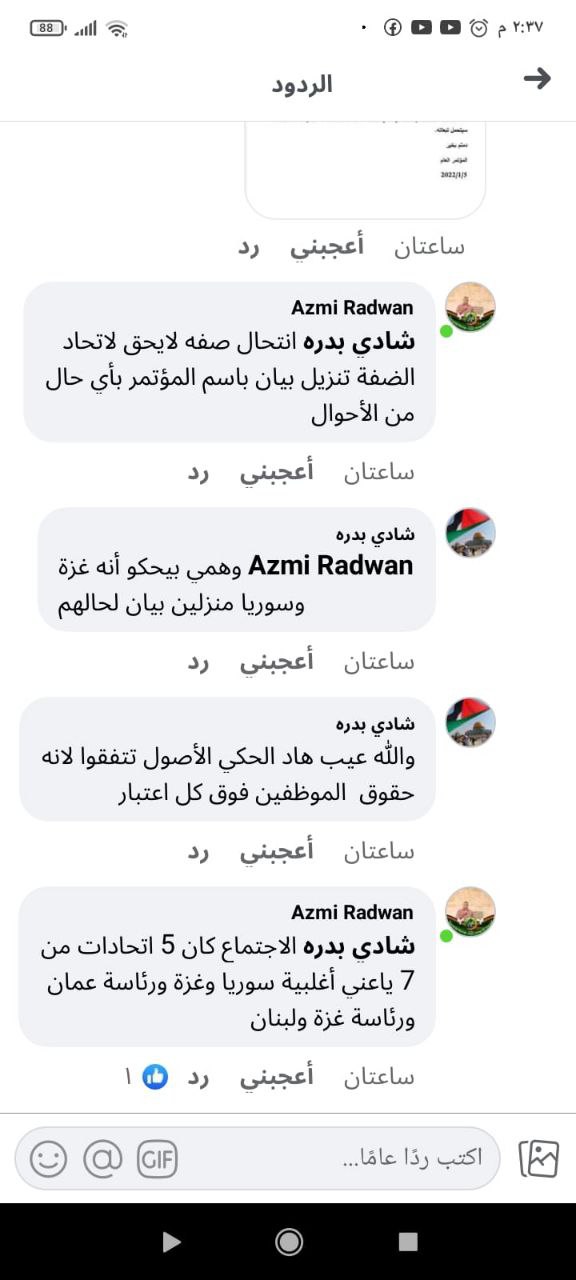 ٢:٣٧ م
88
الردود
سيتحمل تبعاته.
دمتم بخير
المؤتمر العام
2022/1/5
ساعتان أعجبني رد
Azmi Radwan
شادي بدره انتحال صفه لايحق لاتحاد
الضفة تنزيل بيان باسم المؤتمر بأي حال
من الأحوال
ساعتان أعجبني رد
شادي بدره
Azmi Radwan وهمي بيحكو أنه غزة
وسوريا منزلين بيان لحالهم
ساعتان أعجبني رد
شادي بدره
والله عيب هاد الحكي الأصول تتفقوا لانه
حقوق الموظفين فوق كل اعتبار
ساعتان أعجبني رد
Azmi Radwan
شادي بدره الاجتماع كان 5 اتحادات من
7 ياعني أغلبية سوريا وغزة ورئاسة عمان
ورئاسة غزة ولبنان
ساعتان أعجبني رد ١
اكتب ردًا عامًا...
GIF